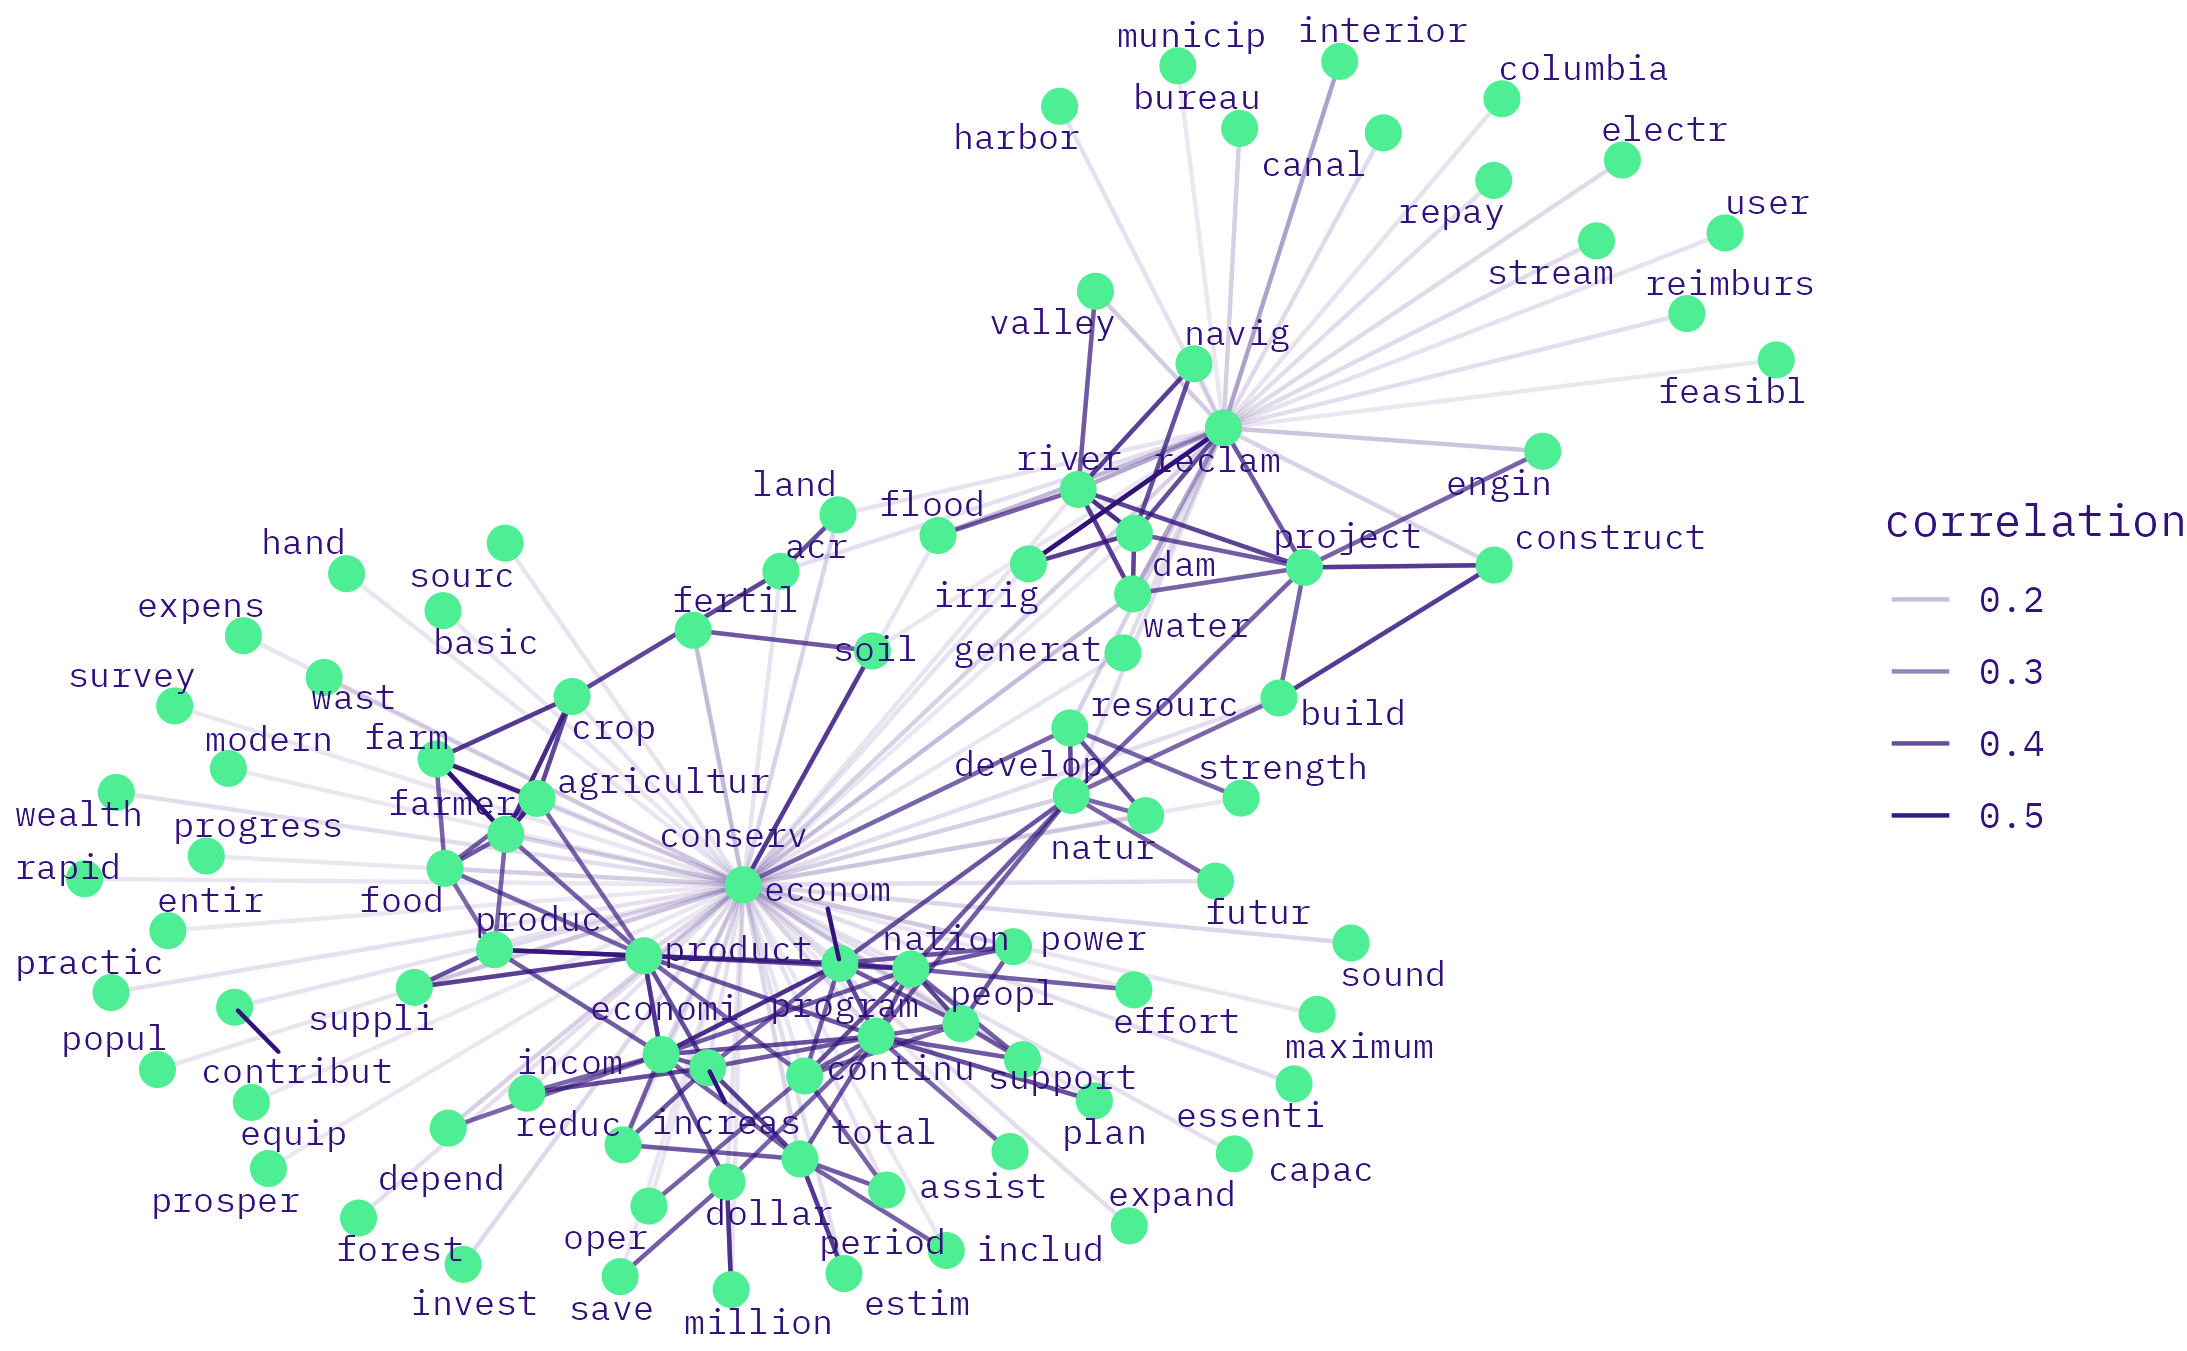 municip
interior
columbia
bureau
harbor
electr
canal
repay
user
stream
reimburs
valley
navig
feasibl
river
reclam
land
engin
flood
correlation
hand
acr
project
construct
sourc
dam
expens
fertil
irrig
0.2
basic
water
survey
soil
generat
0.3
wast
resourc
build
modern
farm
crop
0.4
develop
strength
agricultur
wealth
farmer
0.5
progress
conserv
natur
rapid
econom
entir
food
futur
produc
product
nation
power
practic
sound
peopl
economi
program
suppli
effort
popul
maximum
contribut
incom
continu
support
essenti
equip
reduc
increas
total
plan
depend
capac
prosper
assist
expand
dollar
forest
oper
period
includ
invest
save
estim
million